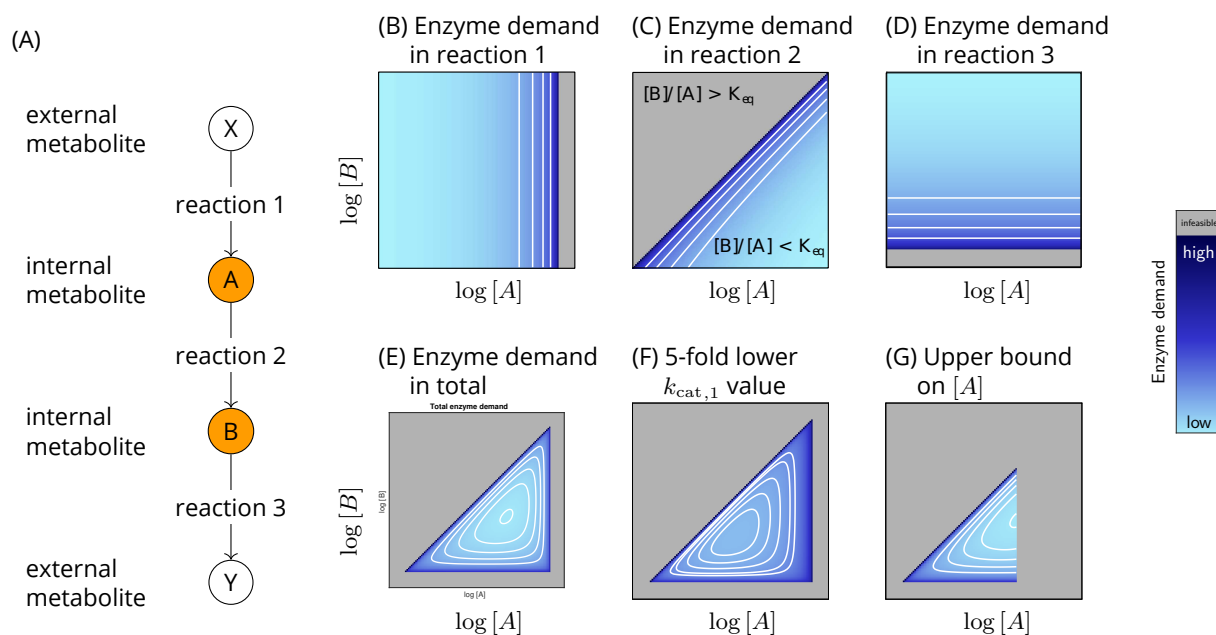 (A)
external
metabolite
X
reaction 1
internal
metabolite
A
reaction 2
internal
metabolite
B
reaction 3
external
metabolite
Y
(B) Enzyme demand
in reaction 1
log [B]
log [A]
(C) Enzyme demand
in reaction 2
[B]/[A] > Keq
[B]/[A] < Keq
log [A]
(D) Enzyme demand
in reaction 3
log [A]
(E) Enzyme demand
in total
Total enzyme demand
log [B]
log [B]
log [A]
log [A]
(F) 5-fold lower
kcat,1 value
log [A]
(G) Upper bound
on [A]
log [A]
Enzyme demand
infeasible
high
low